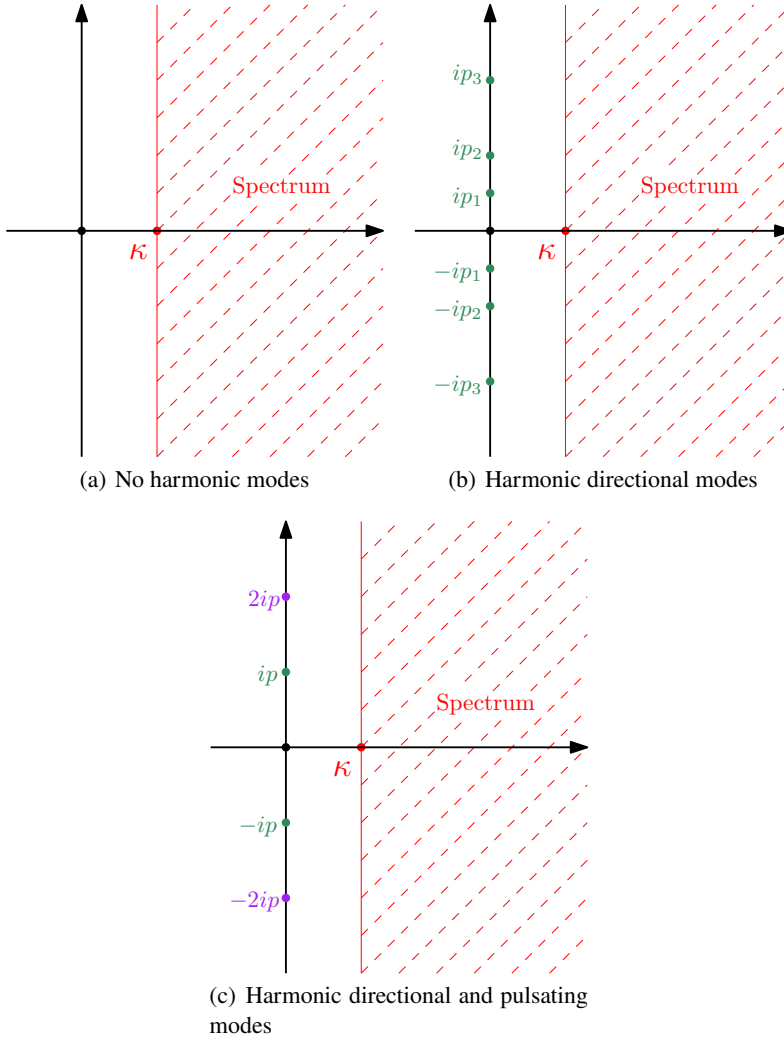 ip₃
ip₂
Spectrum
Spectrum
ip₁
κ
κ
−ip₁
−ip₂
−ip₃
(a) No harmonic modes
(b) Harmonic directional modes
2ip
ip
Spectrum
κ
−ip
−2ip
(c) Harmonic directional and pulsating
modes